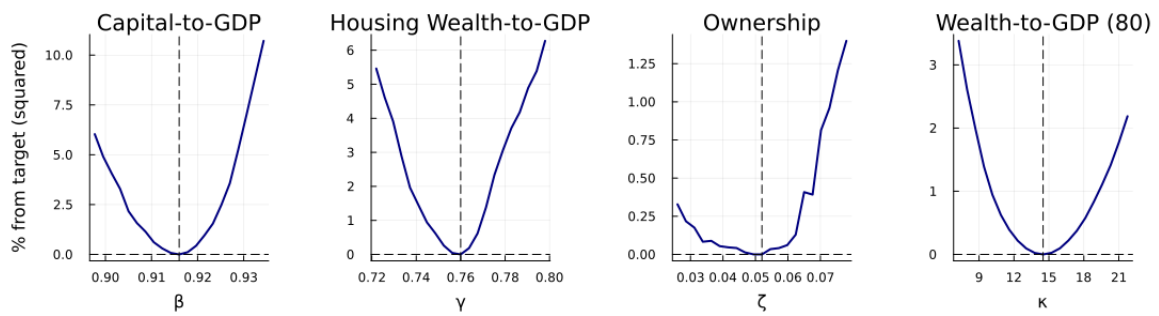 Capital-to-GDP
Housing Wealth-to-GDP
Ownership
Wealth-to-GDP (80)
% from target (squared)
10.0
7.5
5.0
2.5
0.0
0.90 0.91 0.92 0.93
β
6
5
4
3
2
1
0
0.72 0.74 0.76 0.78 0.80
γ
1.25
1.00
0.75
0.50
0.25
0.00
0.03 0.04 0.05 0.06 0.07
ζ
3
2
1
0
9 12 15 18 21
κ